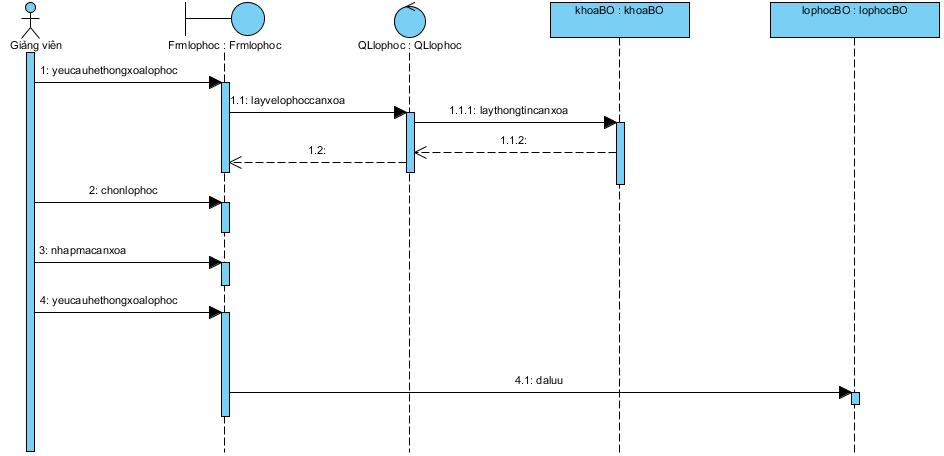 khoaBO : khoaBO
lophocBO : lophocBO
Giảng viên
Frmlophoc : Frmlophoc
QLlophoc : QLlophoc
1: yeucauhethongxoalophoc
1.1: layvelophoccanxoa
1.1.1: laythongtincanxoa
1.1.2:
1.2:
2: chonlophoc
3: nhapmacanxoa
4: yeucauhethongxoalophoc
4.1: daluu